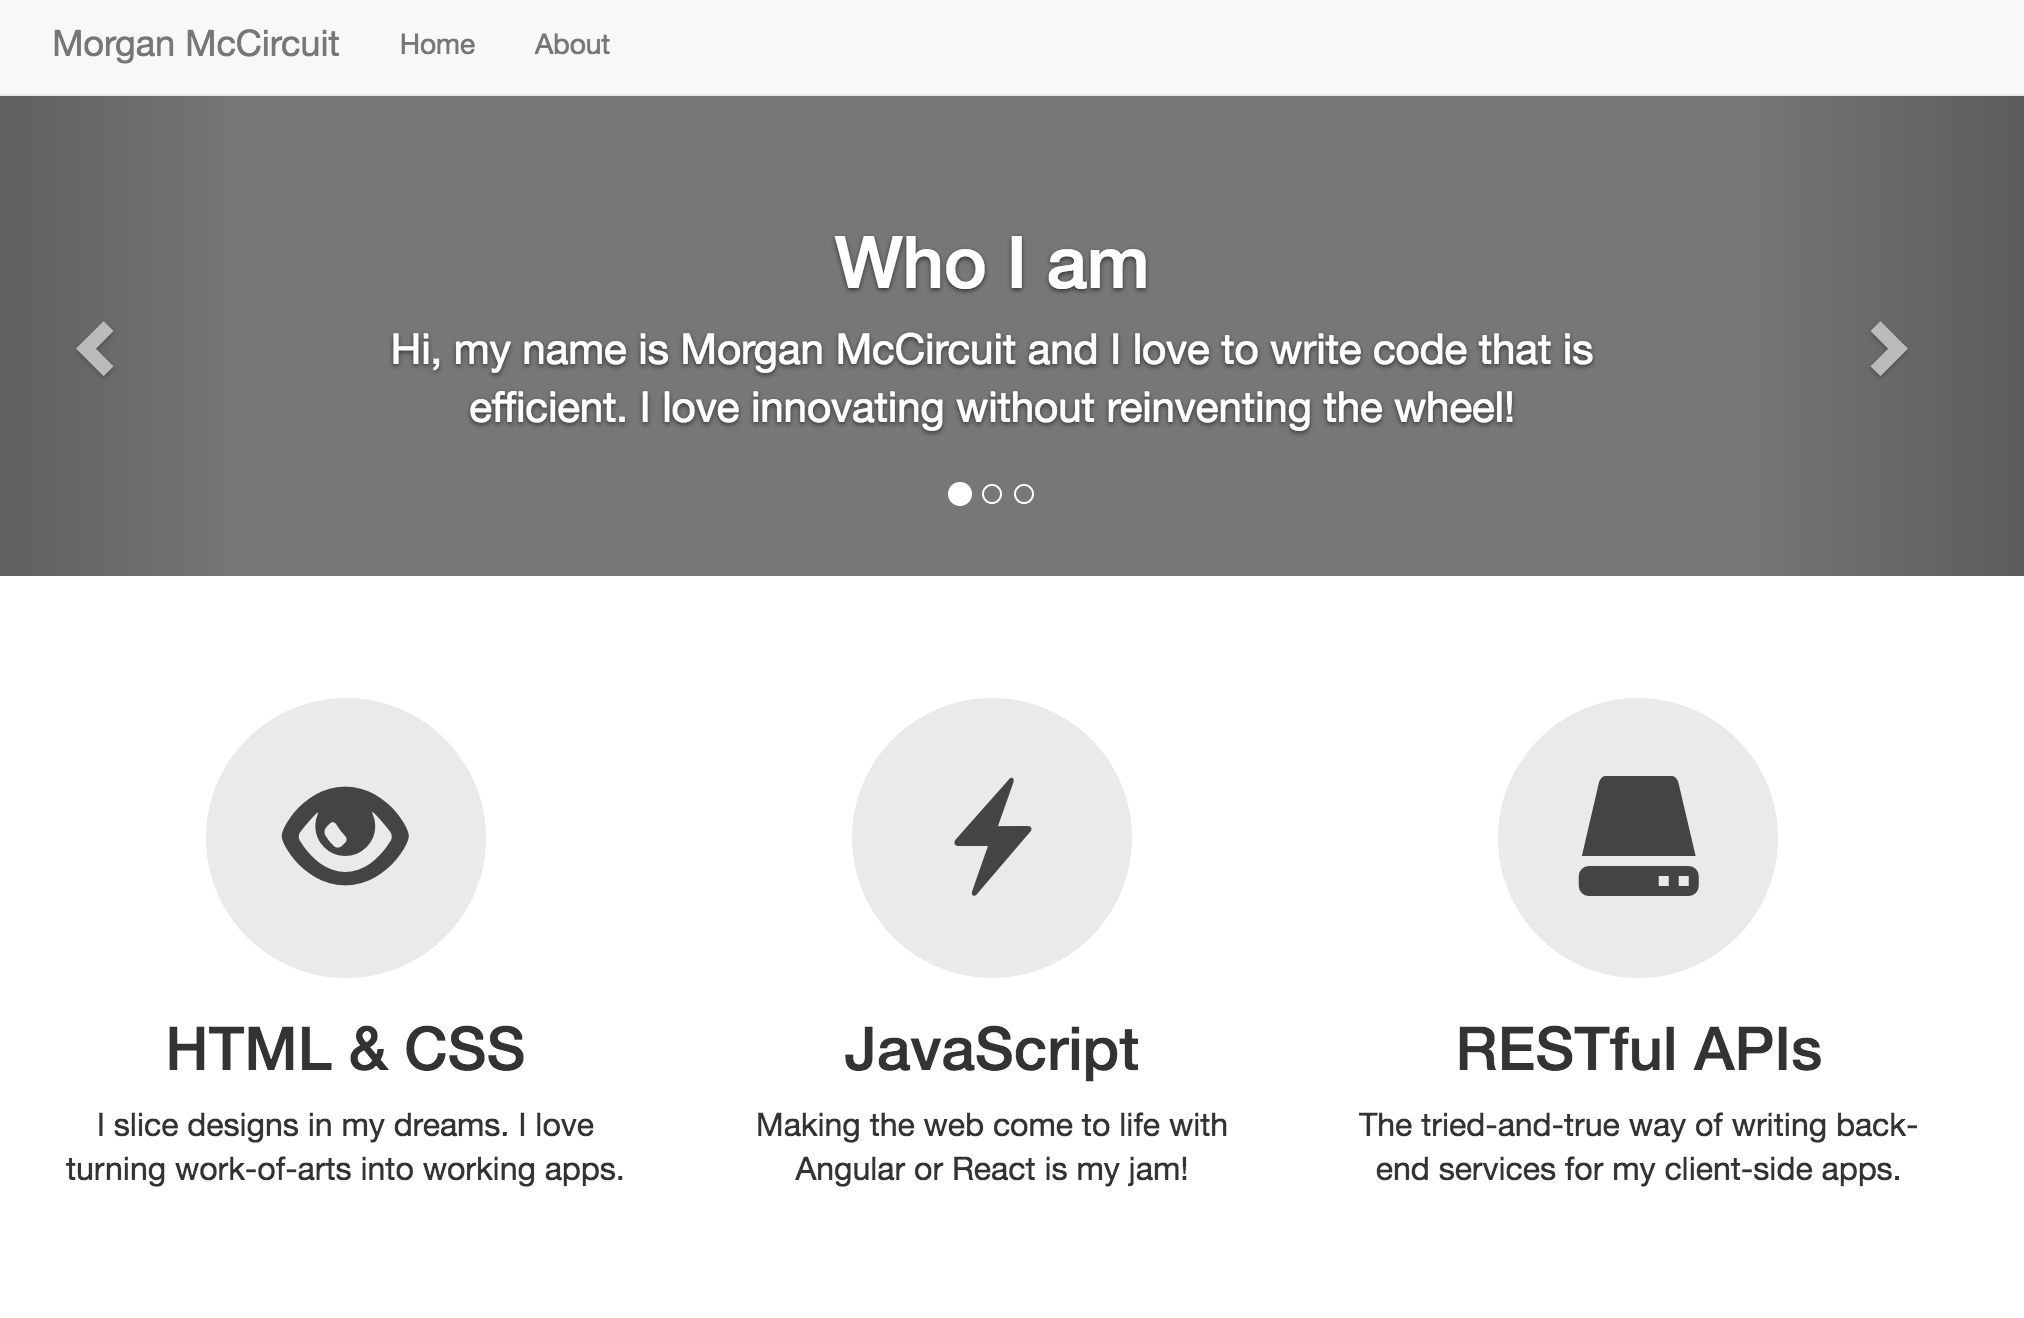 Morgan McCircuit Home About
Who I am
Hi, my name is Morgan McCircuit and I love to write code that is
efficient. I love innovating without reinventing the wheel!
HTML & CSS
I slice designs in my dreams. I love
turning work-of-arts into working apps.
JavaScript
Making the web come to life with
Angular or React is my jam!
RESTful APIs
The tried-and-true way of writing back-
end services for my client-side apps.